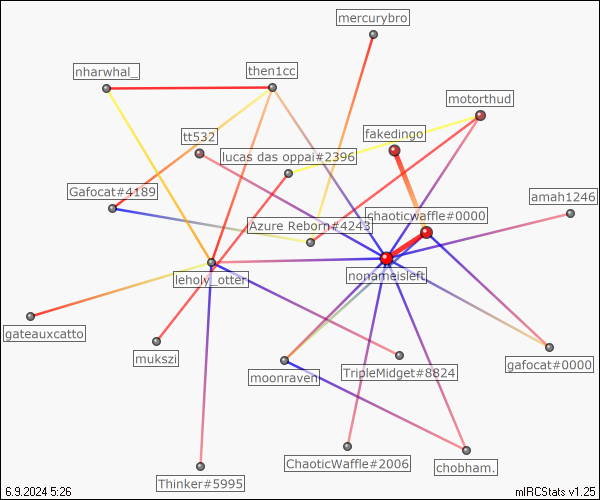 mercurybro
nharwhal_
then1cc
motorthud
fakedingo
tt532
lucas das oppai#2396
Gafocat#4189
amah1246
chaoticwaffle#0000
Azure Reborn#4243
leholy_otter
nonameisleft
gateauxcatto
mukszi
gafocat#0000
TripleMidget#8824
moonraven
ChaoticWaffle#2006
chobham.
Thinker#5995
6.9.2024 5:26
mIRCStats v1.25